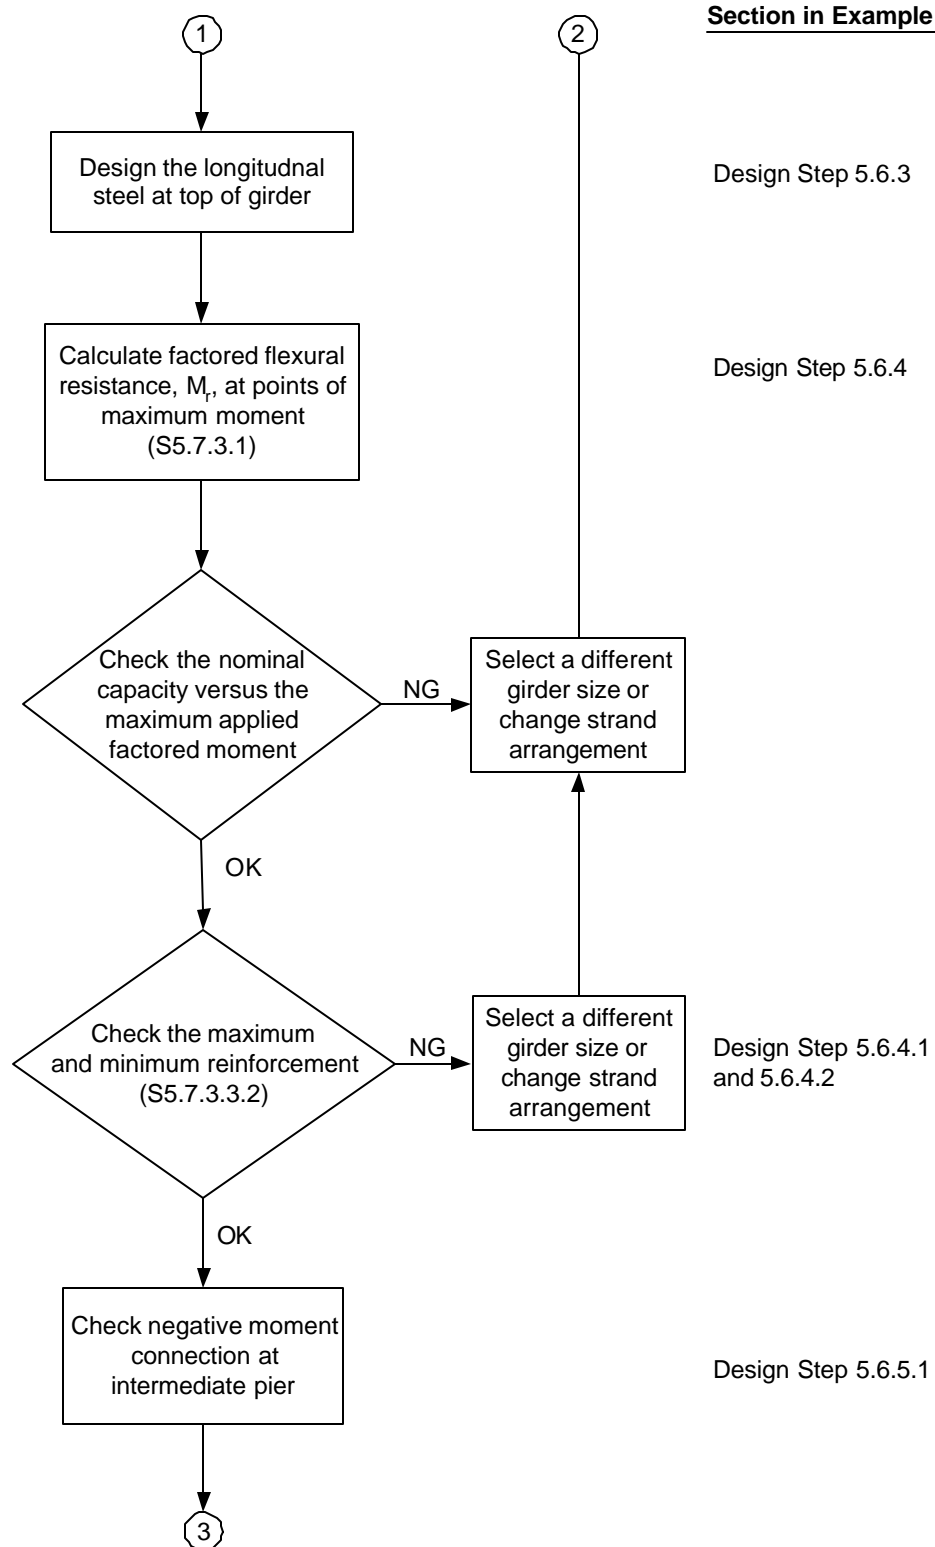 Section in Example
1
2
Design the longitudnal
steel at top of girder
Design Step 5.6.3
Calculate factored flexural
resistance, Mr, at points of
maximum moment
(S5.7.3.1)
Design Step 5.6.4
Check the nominal
capacity versus the
maximum applied
factored moment
NG
Select a different
girder size or
change strand
arrangement
OK
Check the maximum
and minimum reinforcement
(S5.7.3.3.2)
NG
Select a different
girder size or
change strand
arrangement
Design Step 5.6.4.1
and 5.6.4.2
OK
Check negative moment
connection at
intermediate pier
Design Step 5.6.5.1
3